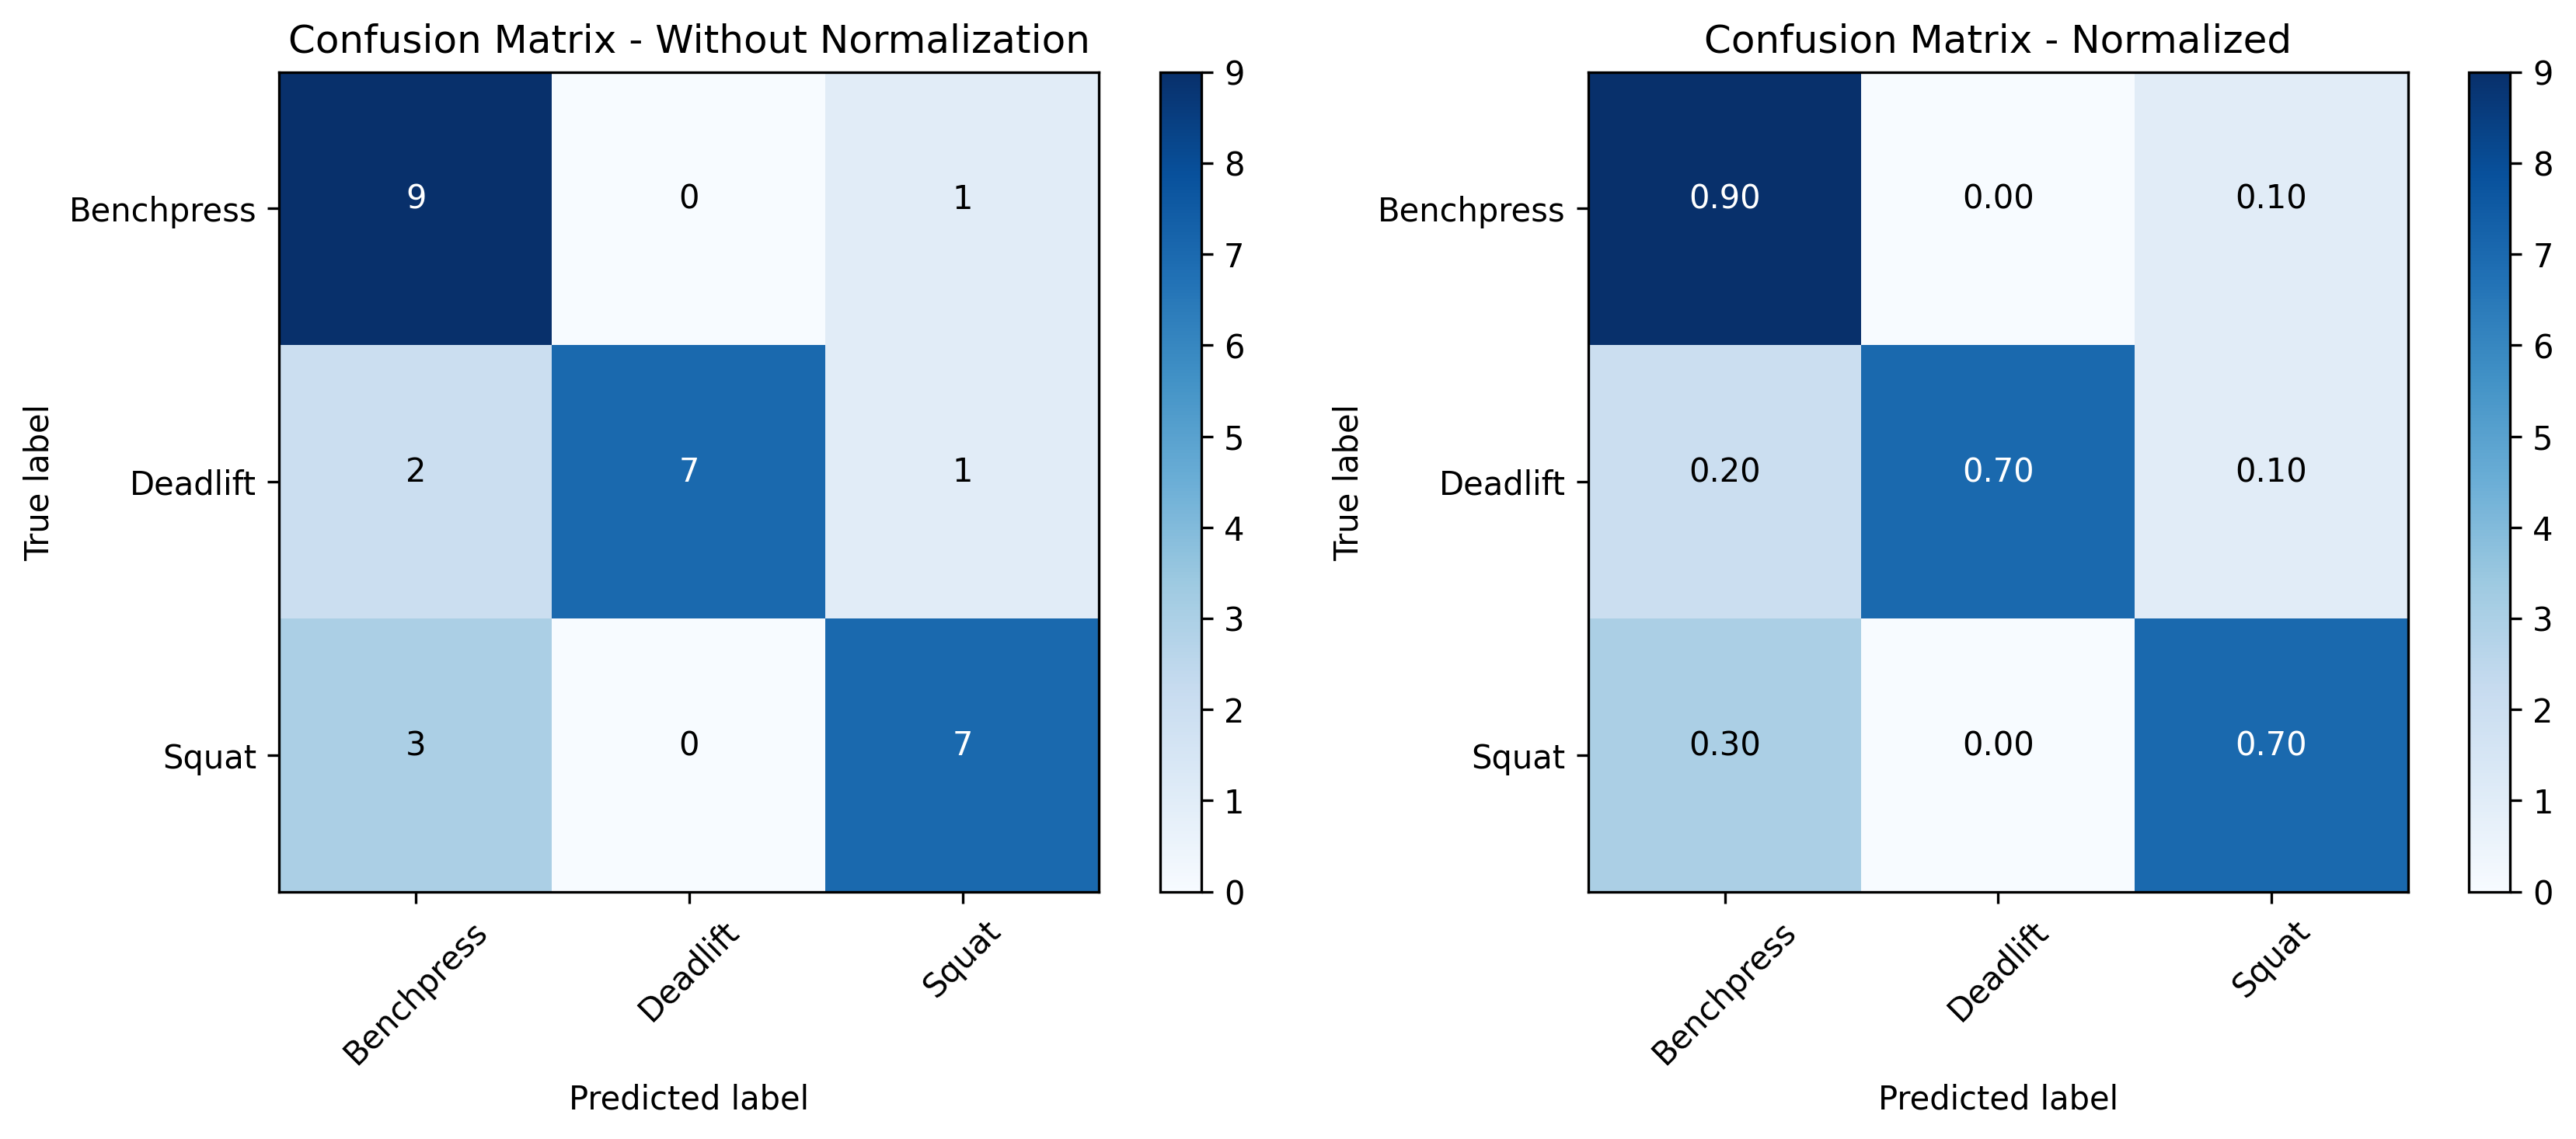 Confusion Matrix - Without Normalization
True label
Benchpress
Deadlift
Squat
9 0 1
2 7 1
3 0 7
9
8
7
6
5
4
3
2
1
0
Benchpress
Deadlift
Squat
Predicted label
Confusion Matrix - Normalized
True label
Benchpress
Deadlift
Squat
0.90 0.00 0.10
0.20 0.70 0.10
0.30 0.00 0.70
9
8
7
6
5
4
3
2
1
0
Benchpress
Deadlift
Squat
Predicted label